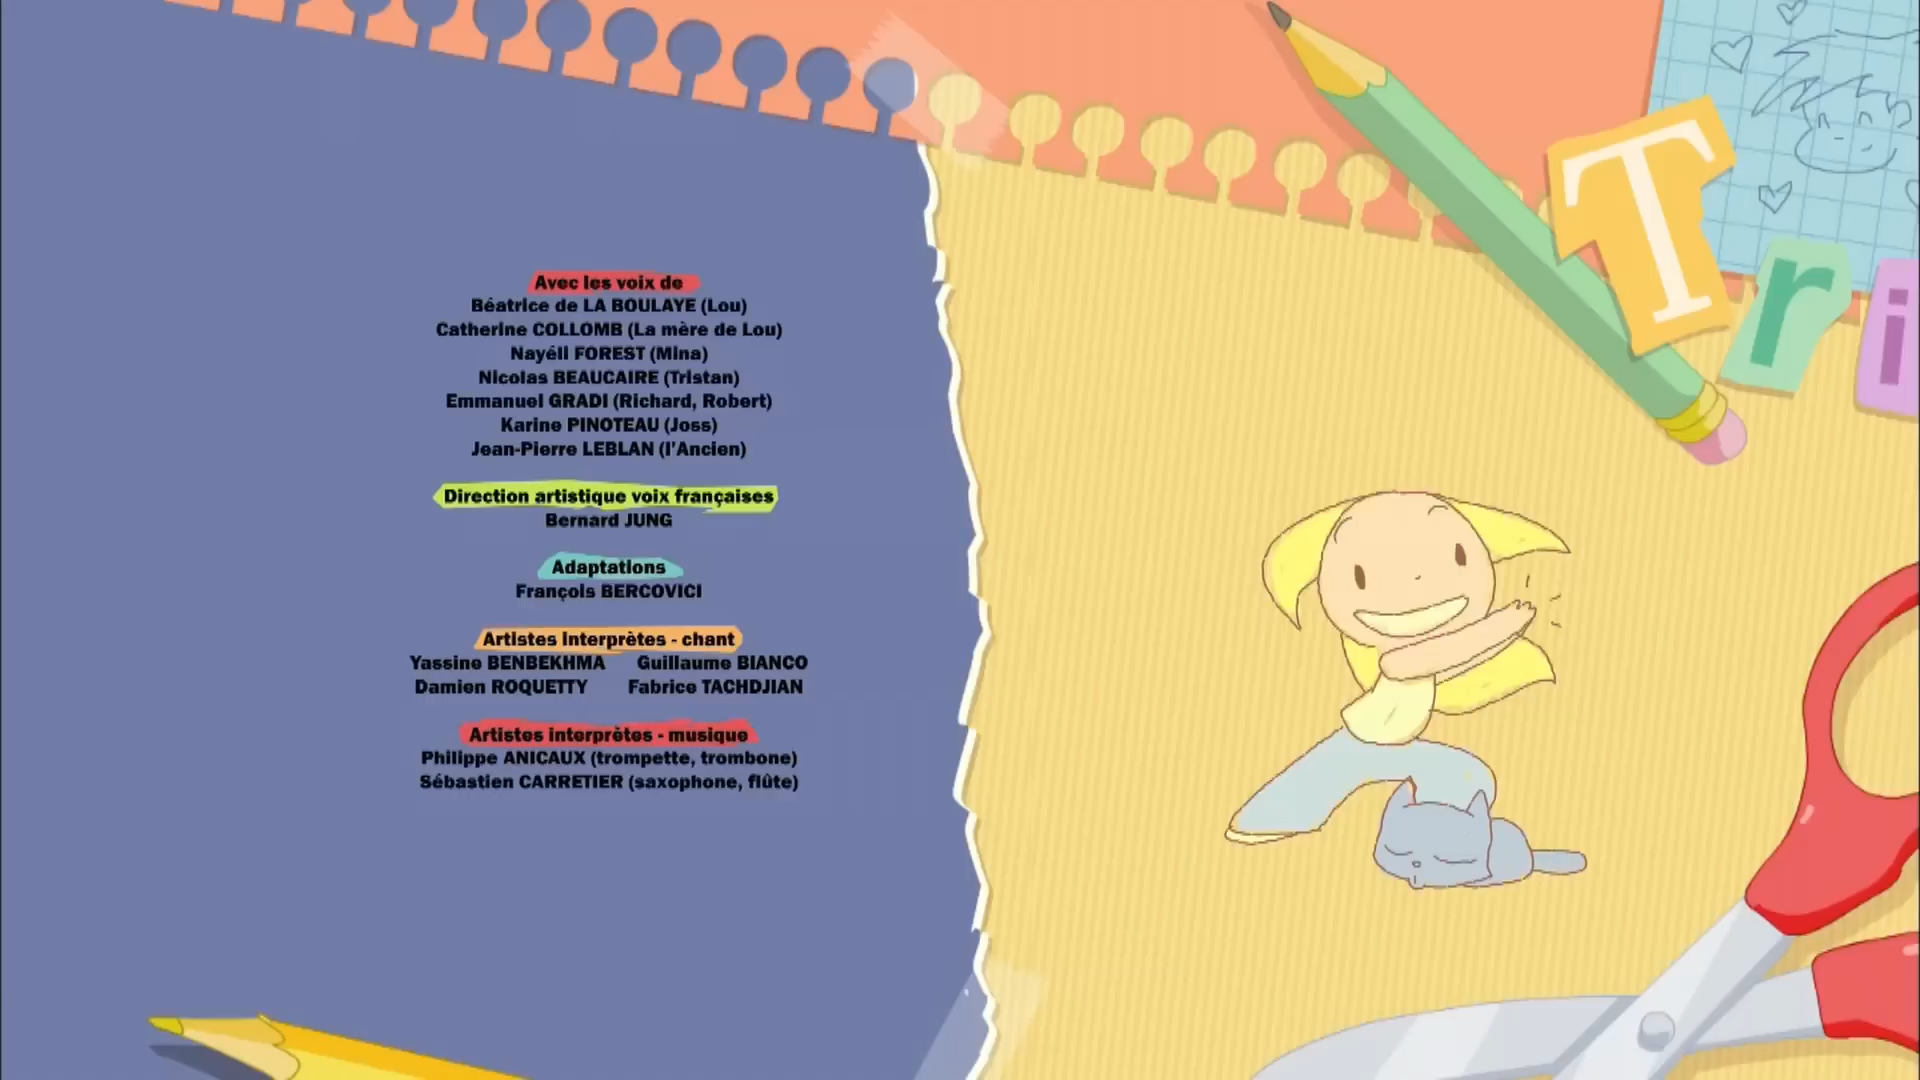 Avec les voix de
Béatrice de LA BOULAYE (Lou)
Catherine COLLOMB (La mère de Lou)
Nayéli FOREST (Mina)
Nicolas BEAUCAIRE (Tristan)
Emmanuel GRADI (Richard, Robert)
Karine PINOTEAU (Joss)
Jean-Pierre LEBLAN (l'Ancien)
Direction artistique voix françaises
Bernard JUNG
Adaptations
François BERCOVICI
Artistes interprètes - chant
Yassine BENBEKHMA Guillaume BIANCO
Damien ROQUETTY Fabrice TACHDJIAN
Artistes interprètes - musique
Philippe ANICAUX (trompette, trombone)
Sébastien CARRETIER (saxophone, flûte)
Tri